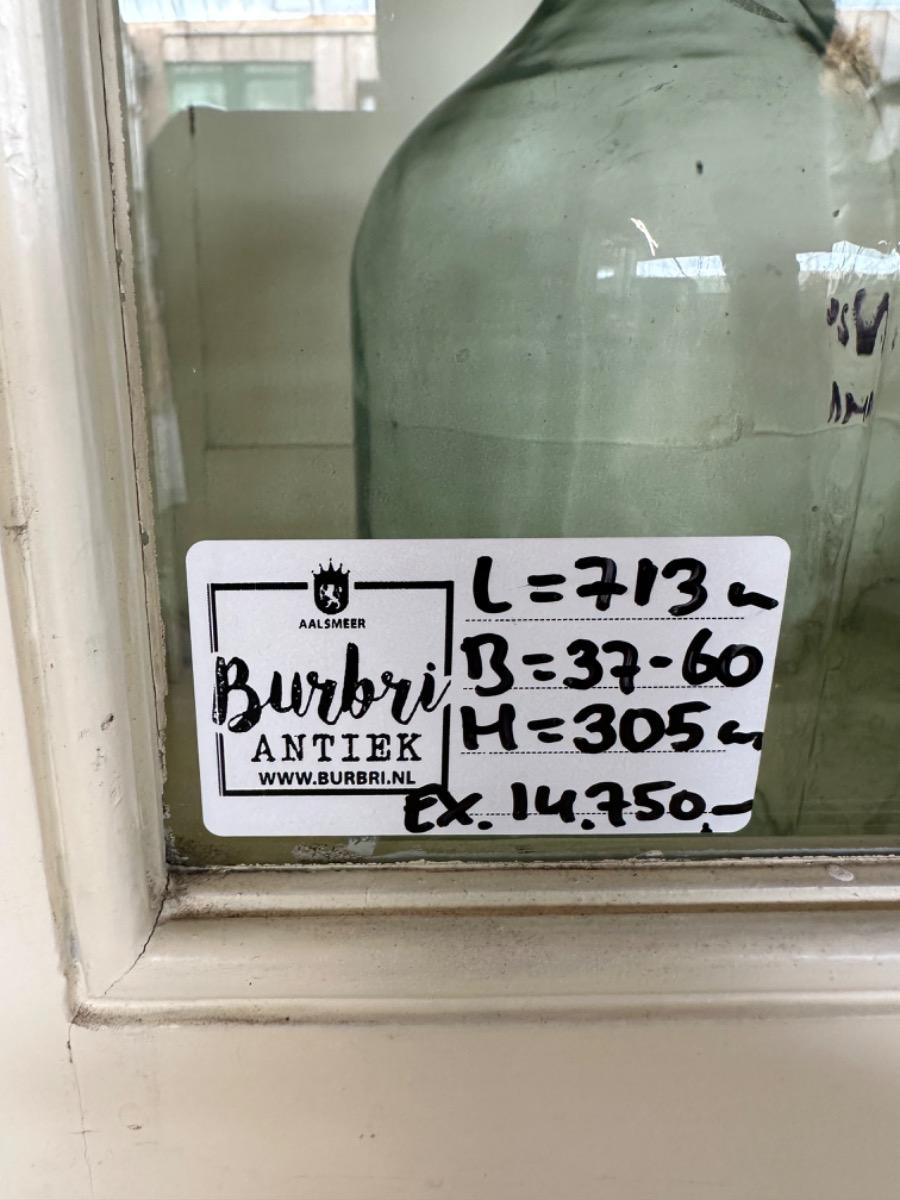 AALSMEER
Burbri
ANTIEK
WWW.BURBRI.NL
L=713 cm
B=37-60
H=305 cm
EX. 14.750,-